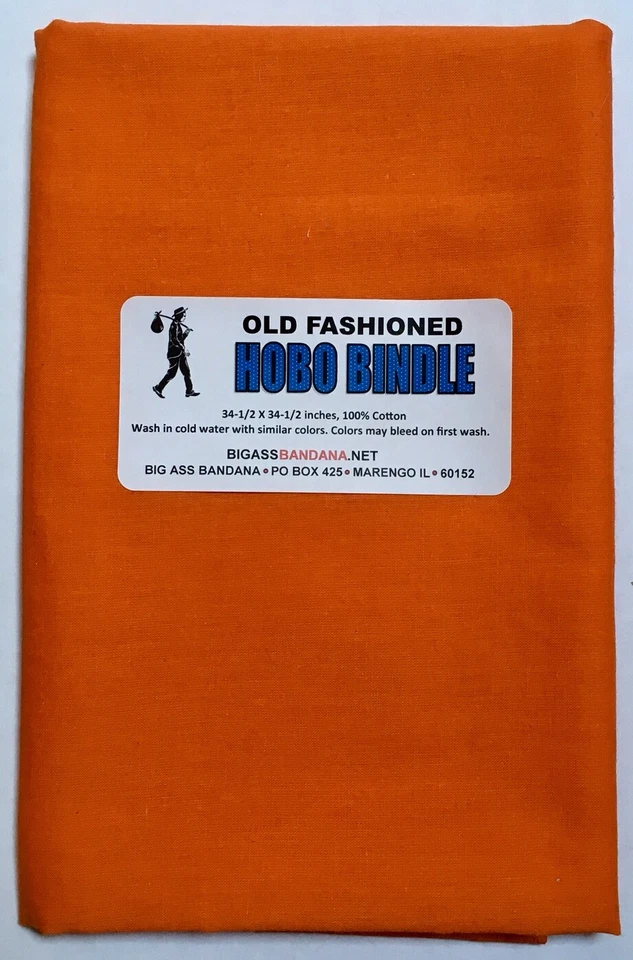 OLD FASHIONED
HOBO BINDLE
34-1/2 X 34-1/2 inches, 100% Cotton
Wash in cold water with similar colors. Colors may bleed on first wash.
BIGASSBANDANA.NET
BIG ASS BANDANA • PO BOX 425 • MARENGO IL • 60152